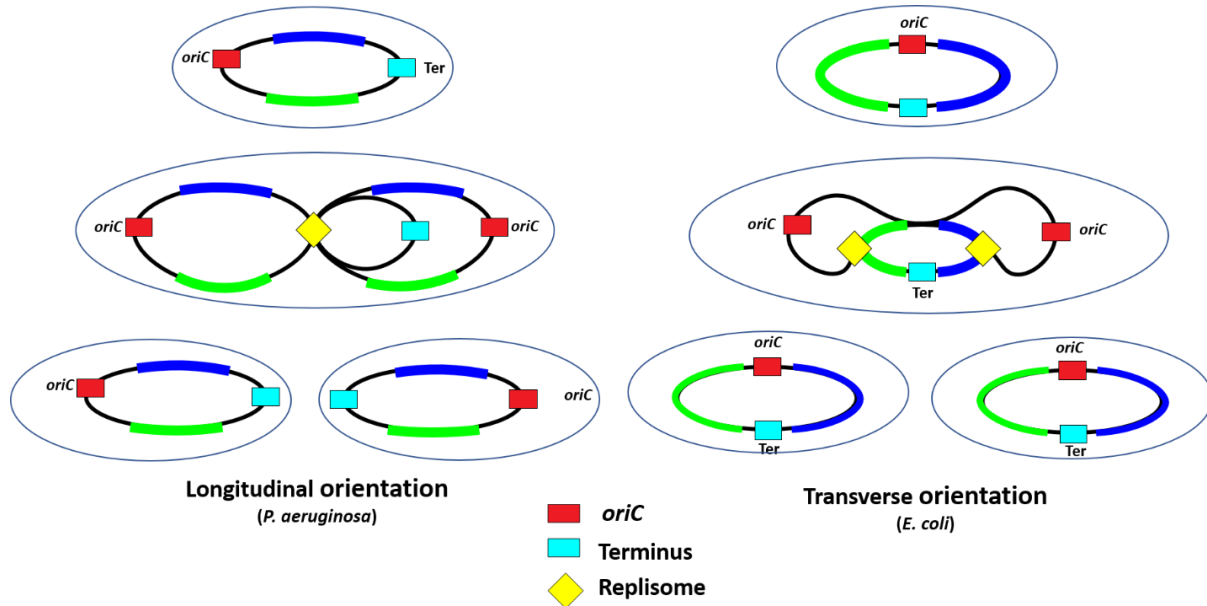 oriC
Ter
oriC
oriC
oriC
Longitudinal orientation
(P. aeruginosa)
oriC
oriC
oriC
Ter
oriC
Ter
oriC
Ter
Transverse orientation
(E. coli)
oriC
Terminus
Replisome
oriC